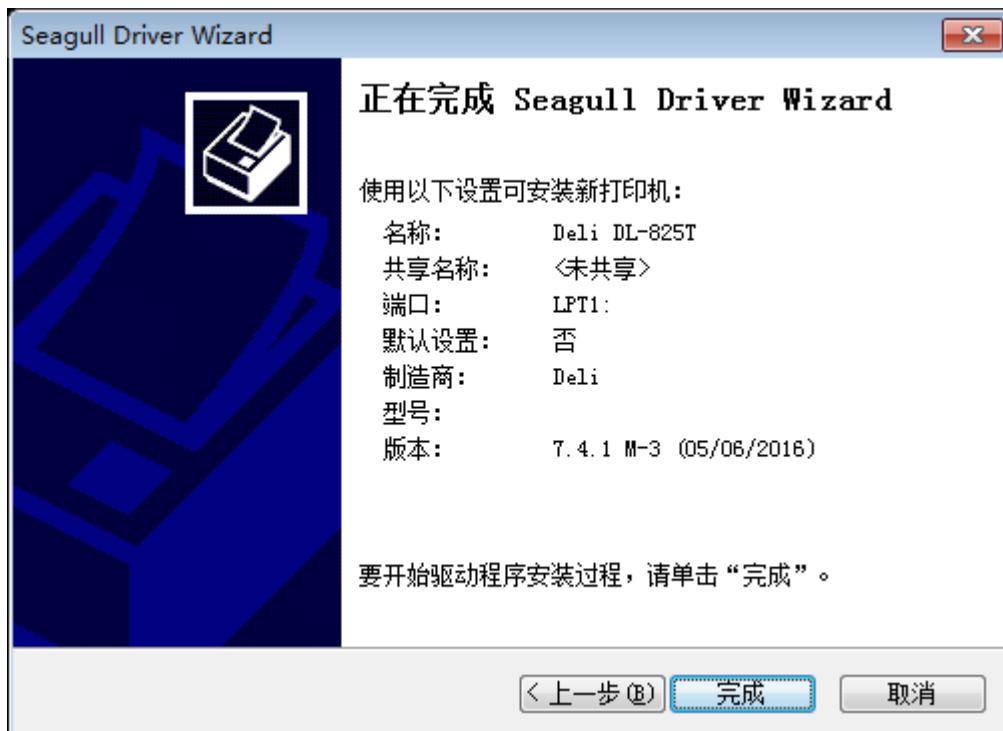 Seagull Driver Wizard
正在完成 Seagull Driver Wizard
使用以下设置可安装新打印机:
名称: Deli DL-825T
共享名称: <未共享>
端口: LPT1:
默认设置: 否
制造商: Deli
型号:
版本: 7.4.1 M-3 (05/06/2016)
要开始驱动程序安装过程，请单击“完成”。
< 上一步(B) 完成 取消